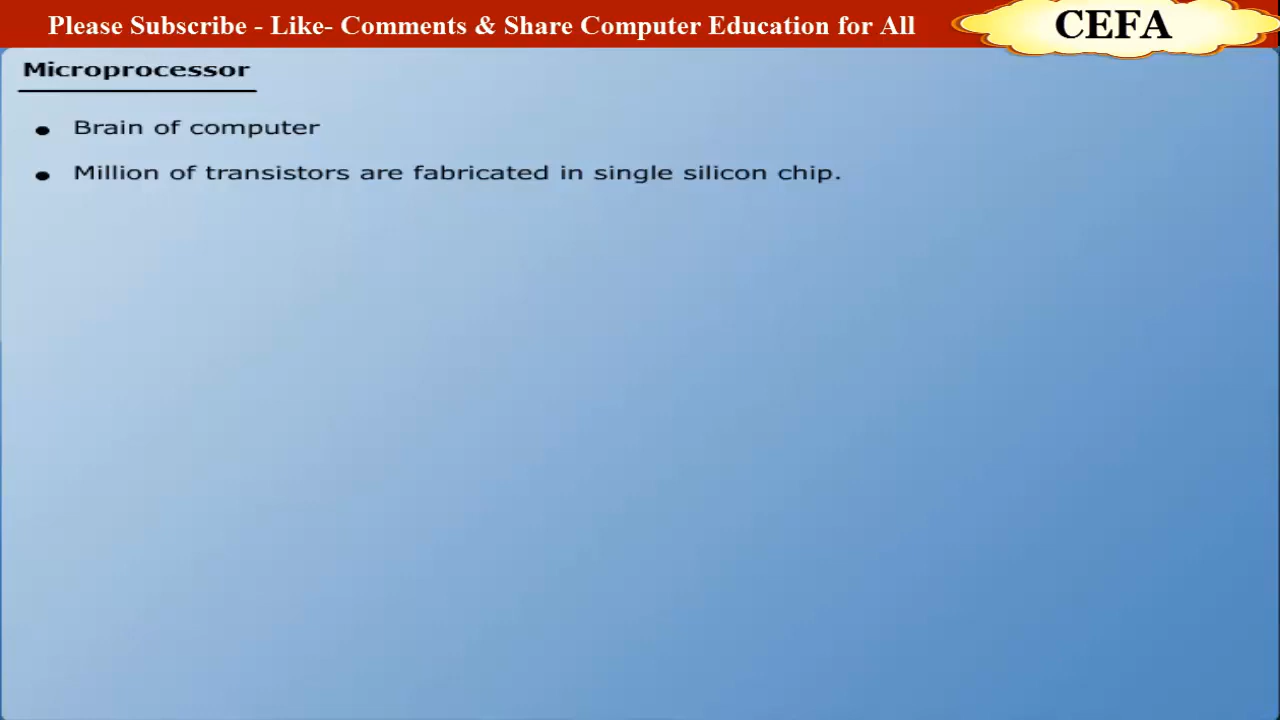 Please Subscribe - Like- Comments & Share Computer Education for All
CEFA
Microprocessor
● Brain of computer
● Million of transistors are fabricated in single silicon chip.